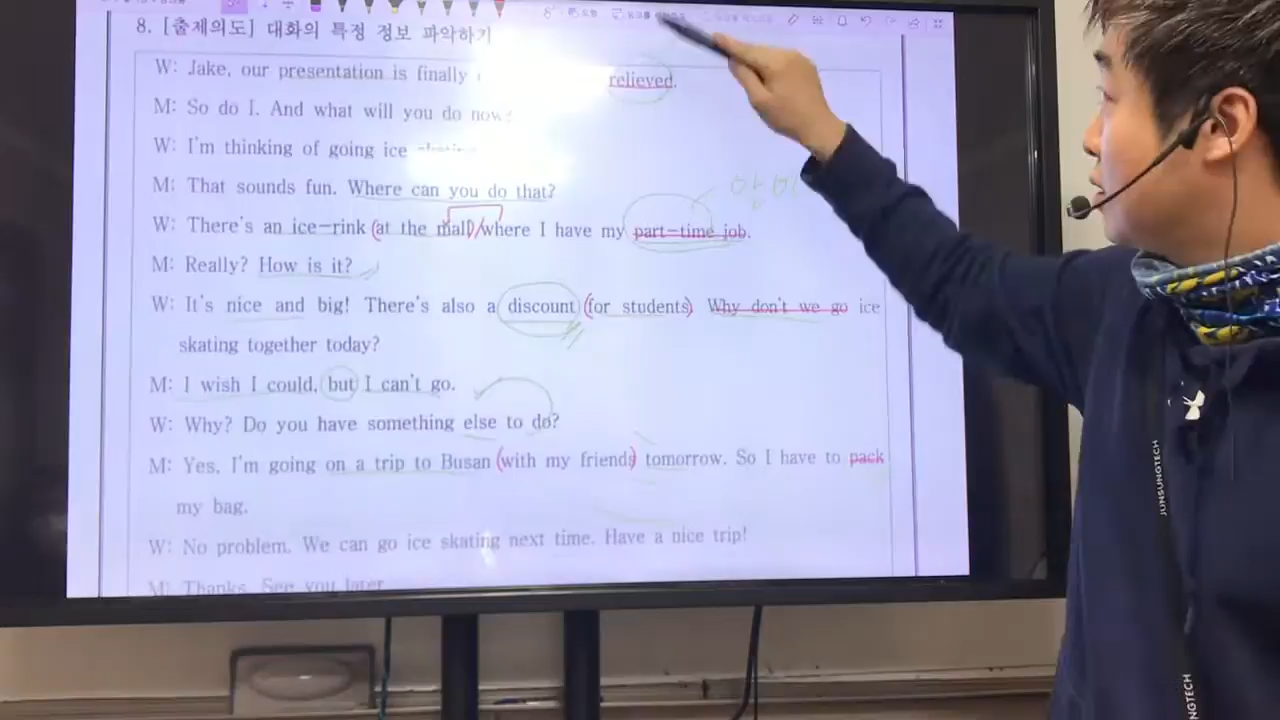 8. [출제의도] 대화의 특정 정보 파악하기
W: Jake, our presentation is finally relieved.
M: So do I. And what will you do now?
W: I'm thinking of going ice
M: That sounds fun. Where can you do that?
W: There's an ice-rink (at the mall)/where I have my part-time job.
M: Really? How is it?
W: It's nice and big! There's also a discount (for students) Why don't we go ice
skating together today?
M: I wish I could, but I can't go.
W: Why? Do you have something else to do?
M: Yes, I'm going on a trip to Busan (with my friends) tomorrow. So I have to pack
my bag.
W: No problem. We can go ice skating next time. Have a nice trip!
M: Thanks. See you later
JUNSUNGTECH
NGTECH